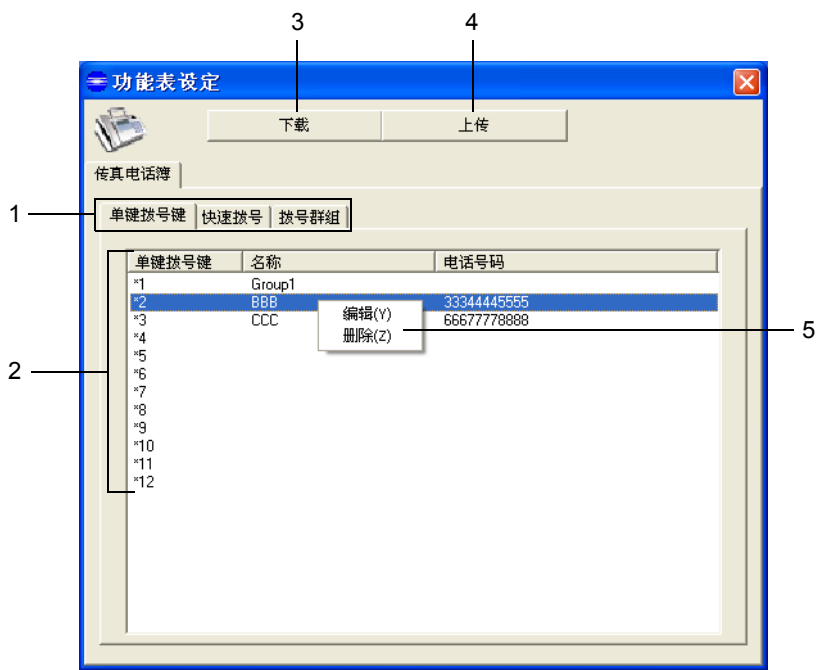 3 4
功能表设定
下载 上传
传真电话簿
1
单键拨号键 快速拨号 拨号群组
单键拨号键 名称 电话号码
*1 Group1
*2 BBB 33344445555
编辑(Y)
*3 CCC 66677778888
删除(Z)
5
*4
*5
2
*6
*7
*8
*9
*10
*11
*12